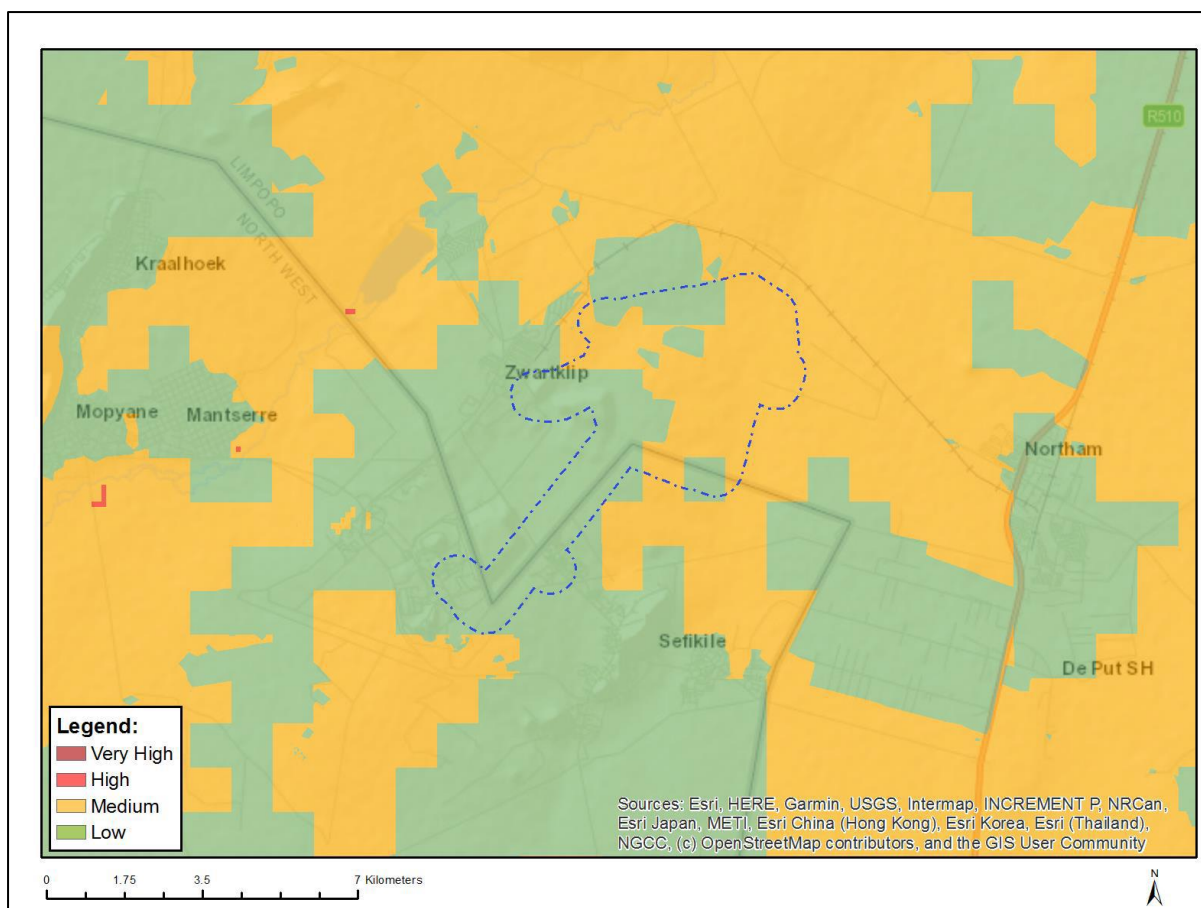 R510
LIMPOPO
NORTH WEST
Kraalhoek
Zwartklip
Mopyane
Mantserre
Northam
Sefikile
De Put SH
Legend:
Very High
High
Medium
Low
Sources: Esri, HERE, Garmin, USGS, Intermap, INCREMENT P, NRCan,
Esri Japan, METI, Esri China (Hong Kong), Esri Korea, Esri (Thailand),
NGCC, (c) OpenStreetMap contributors, and the GIS User Community
0 1.75 3.5 7 Kilometers
N